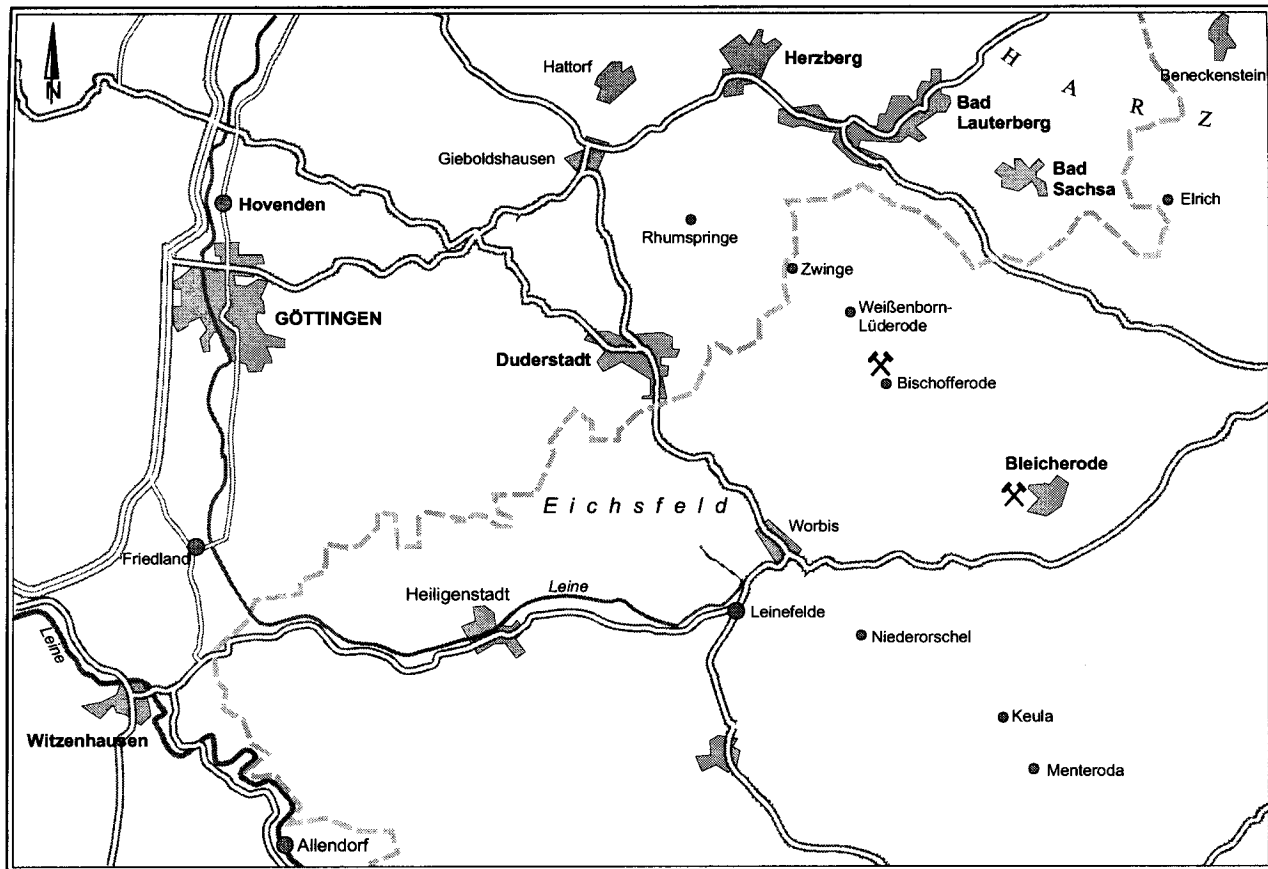 N
Hattorf
Herzberg
H
A
R
Z
Beneckenstein
Bad
Lauterberg
Gieboldshausen
Bad
Sachsa
Elrich
Hovenden
Rhumspringe
Zwinge
Weißenborn-
Lüderode
GÖTTINGEN
Duderstadt
Bischofferode
Bleicherode
Eichsfeld
Worbis
Friedland
Heiligenstadt
Leine
Leinefelde
Leine
Niederorschel
Witzenhausen
Keula
Menteroda
Allendorf